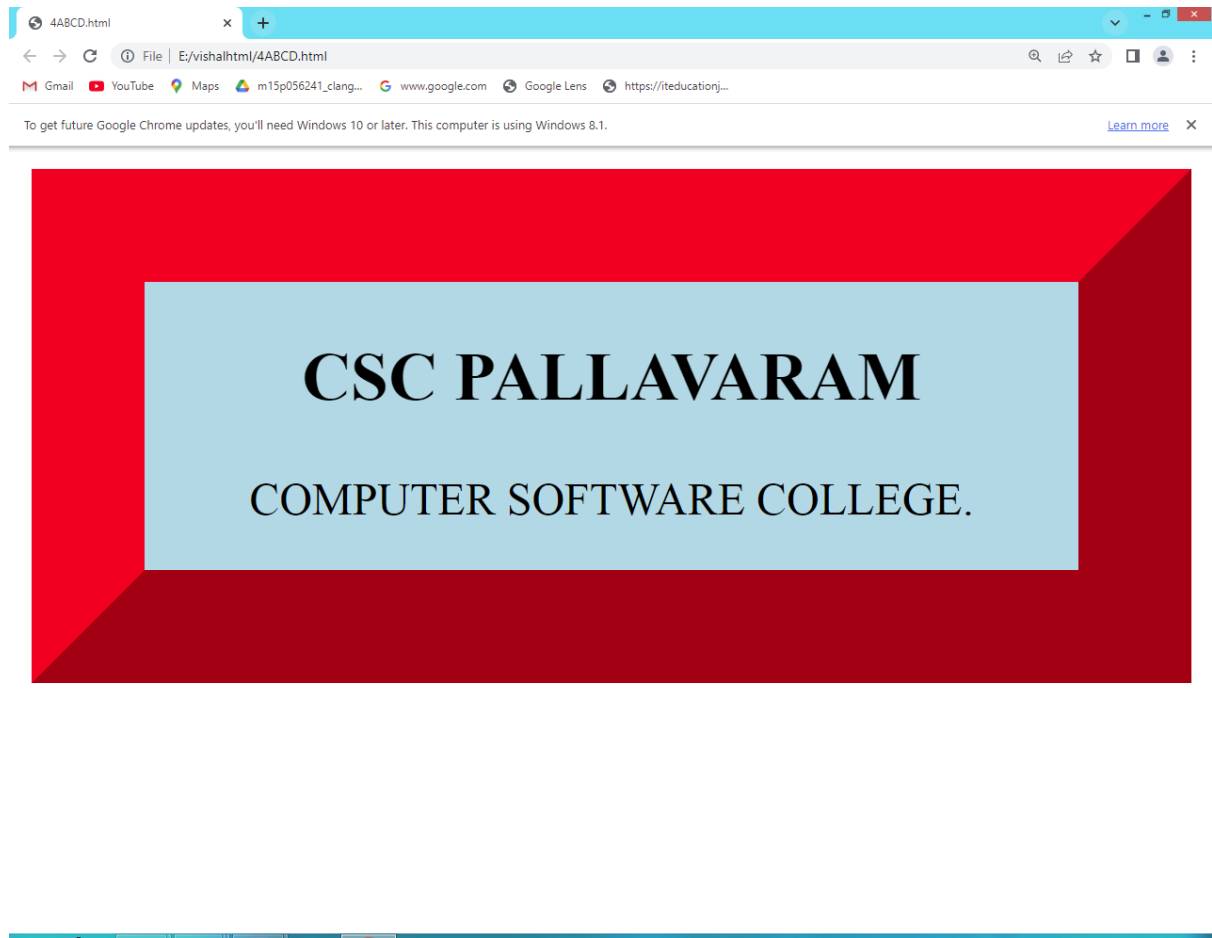 4ABCD.html
File | E:/vishalhtml/4ABCD.html
Gmail YouTube Maps m15p056241_clang... www.google.com Google Lens https://iteducationj...
To get future Google Chrome updates, you'll need Windows 10 or later. This computer is using Windows 8.1. Learn more
CSC PALLAVARAM
COMPUTER SOFTWARE COLLEGE.